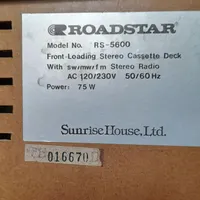 ROADSTAR
Model No. RS-5600
Front-Loading Stereo Cassette Deck
With sw/mw/fm Stereo Radio
AC 120/230V 50/60Hz
Power: 75W
Sunrise House, Ltd.
016670